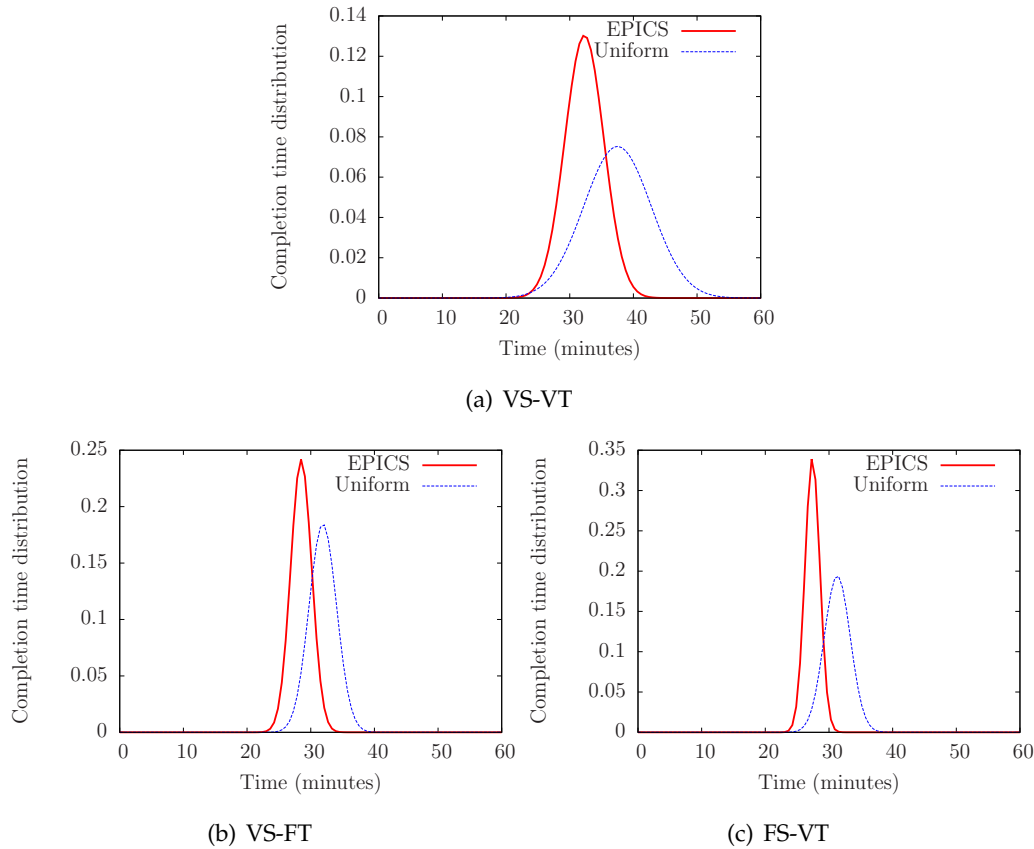 0.14
0.12
0.1
0.08
0.06
0.04
0.02
0
Completion time distribution
EPICS
Uniform
0 10 20 30 40 50 60
Time (minutes)
(a) VS-VT
0.25
0.2
0.15
0.1
0.05
0
Completion time distribution
EPICS
Uniform
0 10 20 30 40 50 60
Time (minutes)
(b) VS-FT
0.35
0.3
0.25
0.2
0.15
0.1
0.05
0
Completion time distribution
EPICS
Uniform
0 10 20 30 40 50 60
Time (minutes)
(c) FS-VT